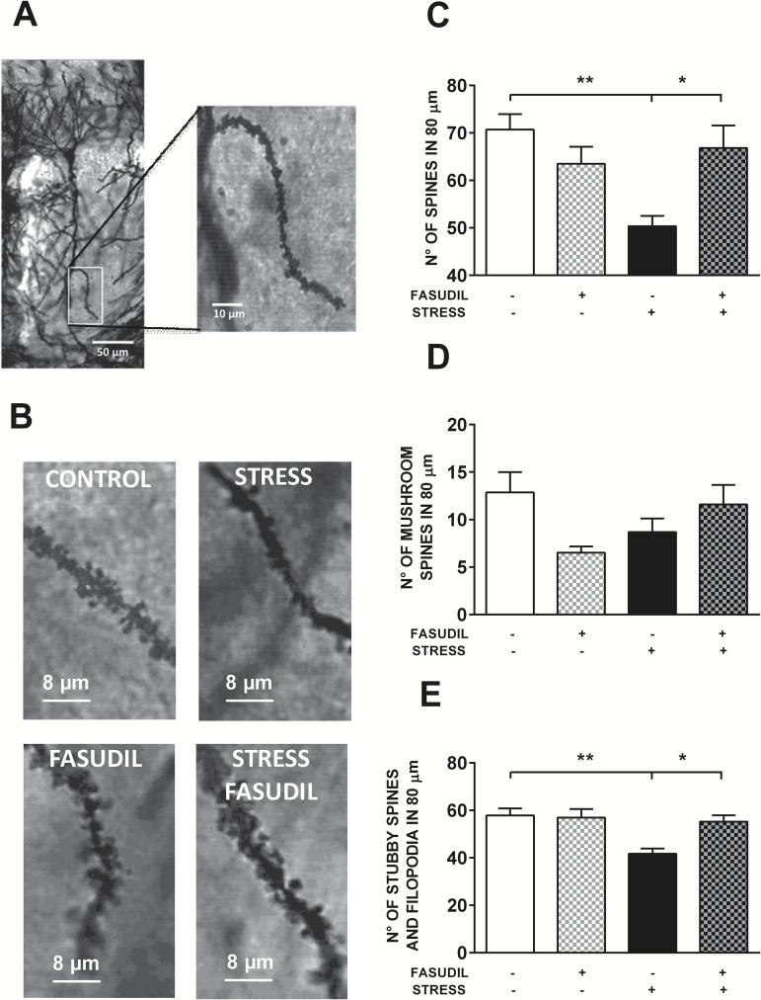 A
50 µm
10 µm
B
CONTROL
STRESS
8 µm
8 µm
FASUDIL
STRESS
FASUDIL
8 µm
8 µm
C
N° OF SPINES IN 80 µm
80
70
60
50
40
** *
FASUDIL - + - +
STRESS - - + +
D
N° OF MUSHROOM
SPINES IN 80 µm
20
15
10
5
0
FASUDIL - + - +
STRESS - - + +
E
N° OF STUBBY SPINES
AND FILOPODIA IN 80 µm
80
60
40
20
0
** *
FASUDIL - + - +
STRESS - - + +